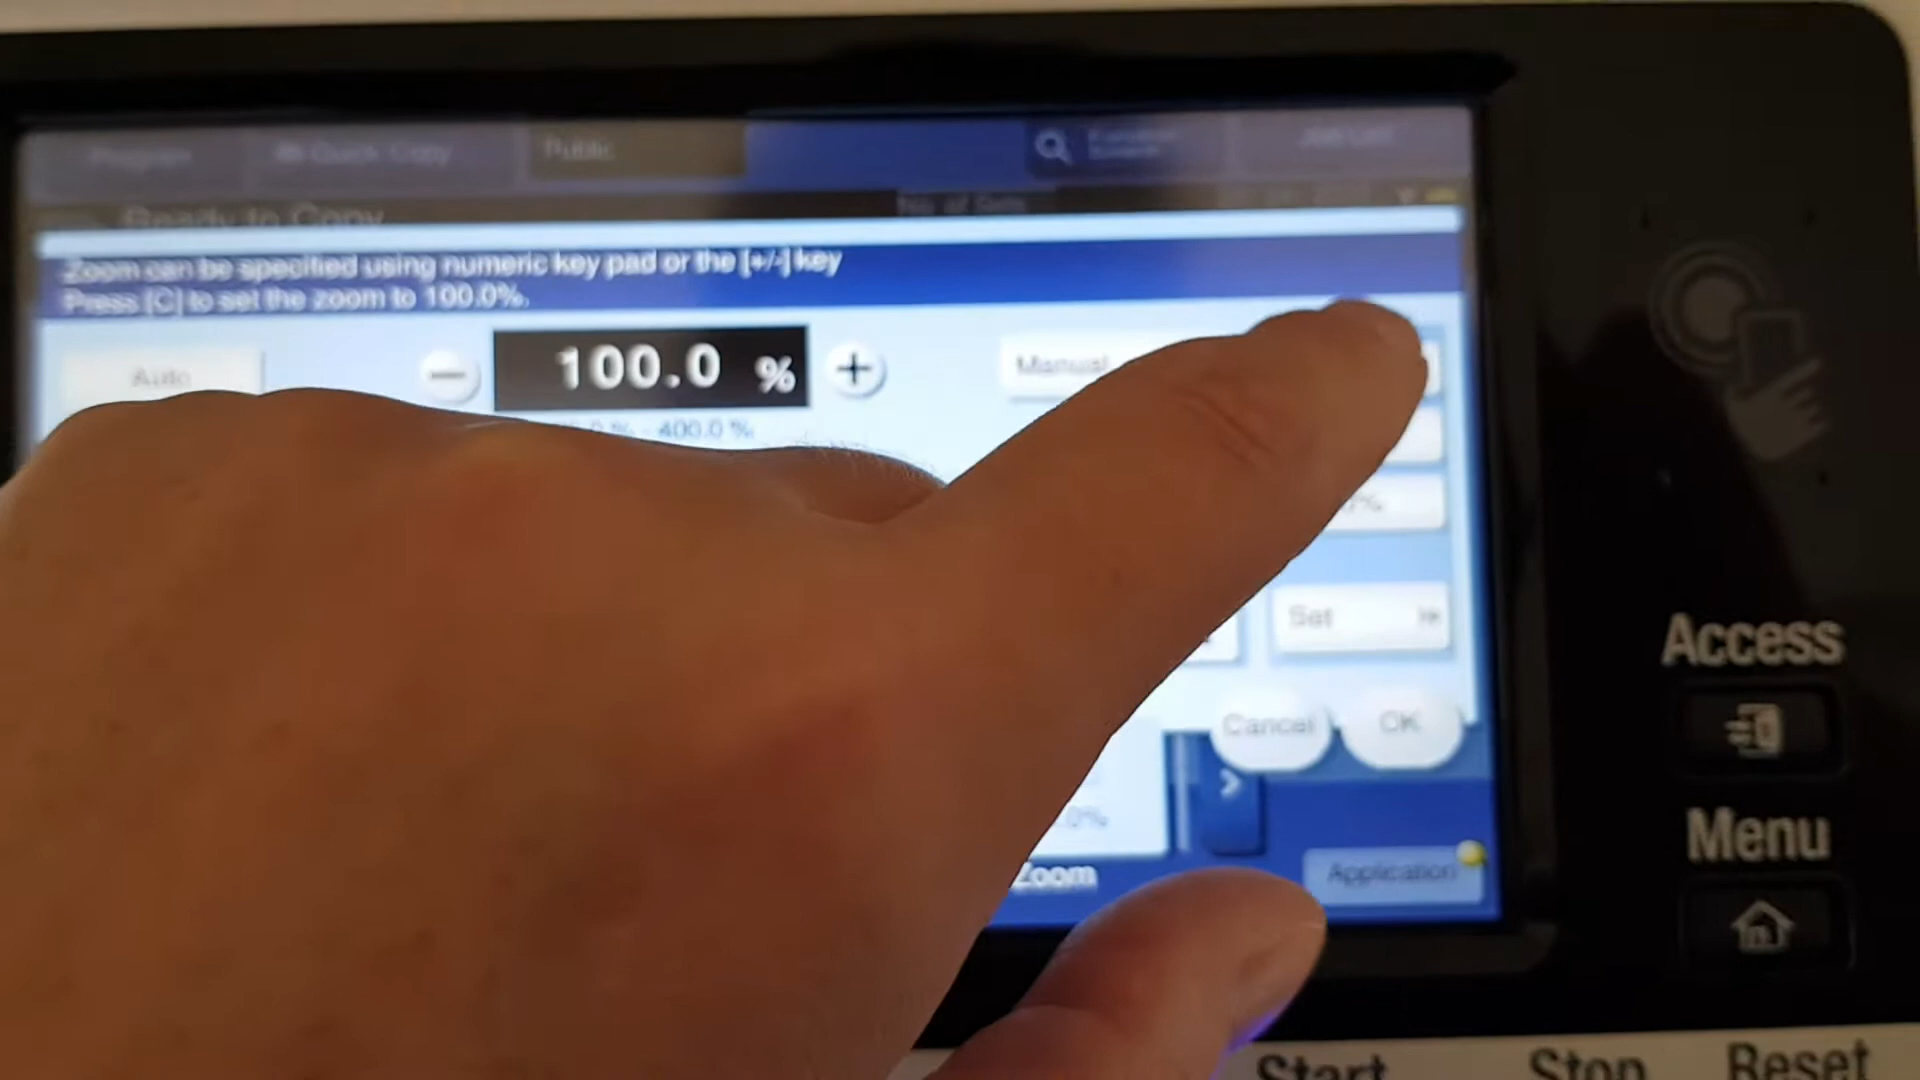 Program
Quick Copy
Public
Job List
Ready to Copy
No. of Sets
Zoom can be specified using numeric key pad or the [+/-] key
Press [C] to set the zoom to 100.0%.
Auto
−
100.0 %
+
Manual
- 400.0 %
Set
Cancel
OK
Zoom
Application
Access
Menu
Start
Stop
Reset